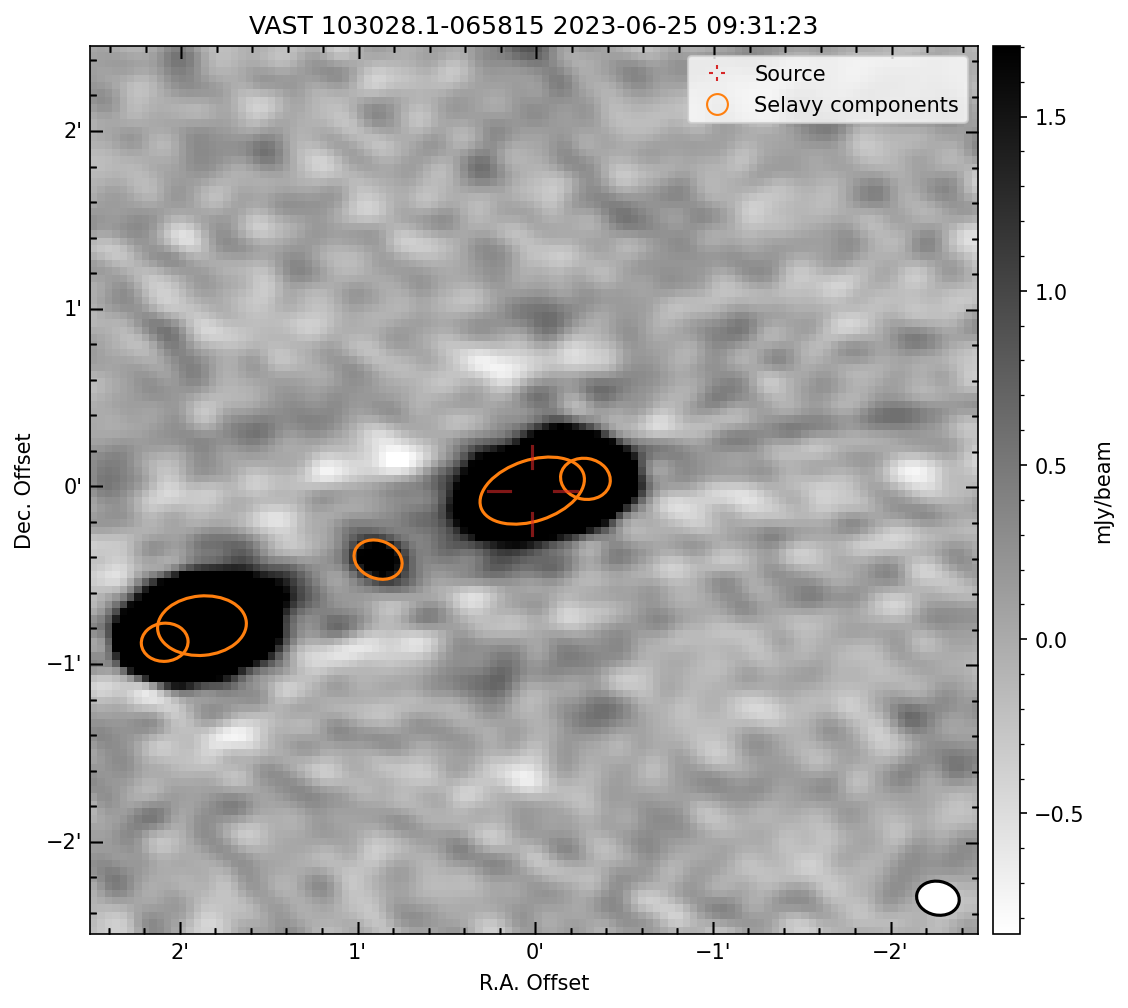 VAST 103028.1-065815 2023-06-25 09:31:23
Source
Selavy components
2'
1'
0'
−1'
−2'
Dec. Offset
2'
1'
0'
−1'
−2'
R.A. Offset
1.5
1.0
0.5
0.0
−0.5
mJy/beam